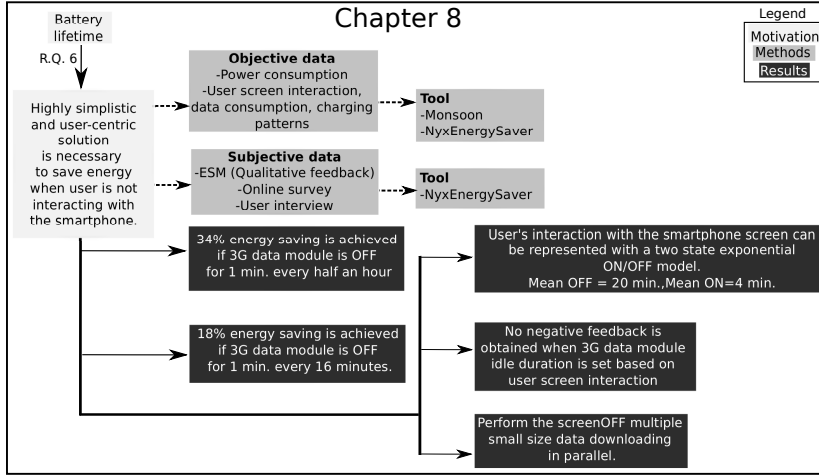 Chapter 8
Legend
Motivation
Methods
Results
Battery
lifetime
R.Q. 6
Highly simplistic
and user-centric
solution
is necessary
to save energy
when user is not
interacting with
the smartphone.
Objective data
-Power consumption
-User screen interaction,
data consumption, charging
patterns
Tool
-Monsoon
-NyxEnergySaver
Subjective data
-ESM (Qualitative feedback)
-Online survey
-User interview
Tool
-NyxEnergySaver
34% energy saving is achieved
if 3G data module is OFF
for 1 min. every half an hour
18% energy saving is achieved
if 3G data module is OFF
for 1 min. every 16 minutes.
User's interaction with the smartphone screen can
be represented with a two state exponential
ON/OFF model.
Mean OFF = 20 min.,Mean ON=4 min.
No negative feedback is
obtained when 3G data module
idle duration is set based on
user screen interaction
Perform the screenOFF multiple
small size data downloading
in parallel.